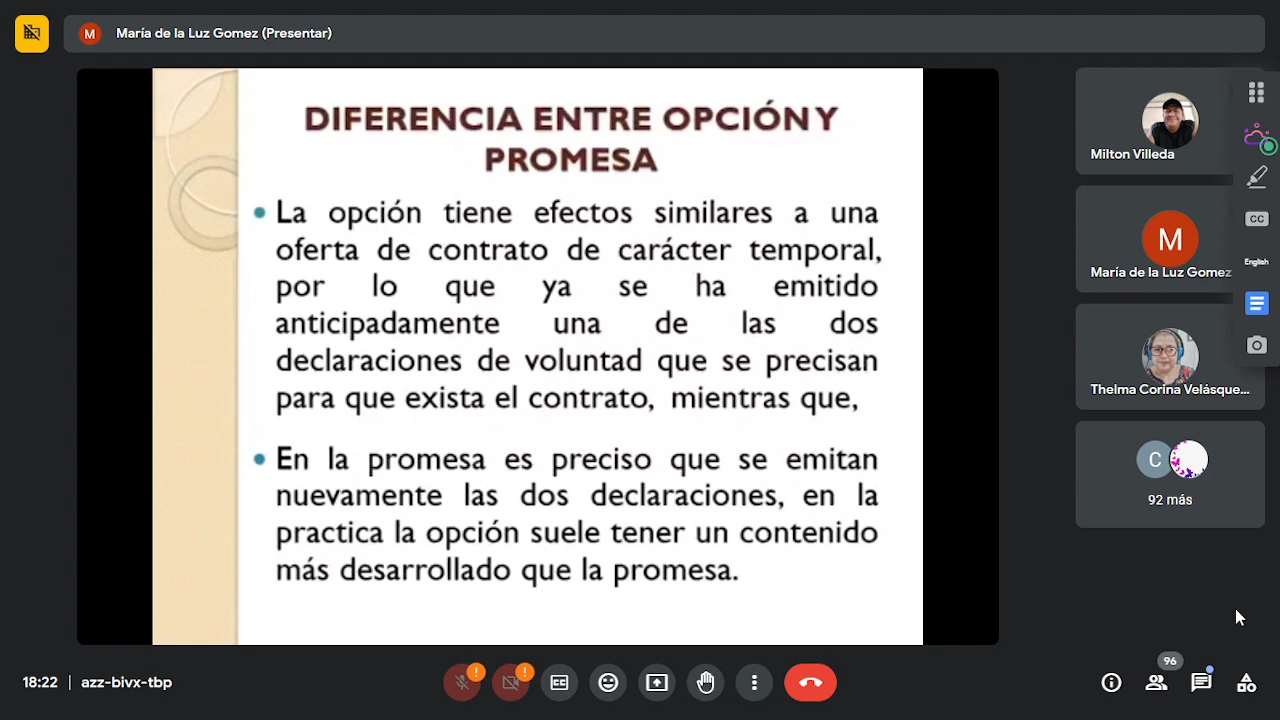 M María de la Luz Gomez (Presentar)
DIFERENCIA ENTRE OPCIÓN Y
PROMESA
• La opción tiene efectos similares a una
oferta de contrato de carácter temporal,
por lo que ya se ha emitido
anticipadamente una de las dos
declaraciones de voluntad que se precisan
para que exista el contrato, mientras que,
• En la promesa es preciso que se emitan
nuevamente las dos declaraciones, en la
practica la opción suele tener un contenido
más desarrollado que la promesa.
Milton Villeda
M
María de la Luz Gomez
Thelma Corina Velásque...
C
92 más
CC
English
18:22 | azz-bivx-tbp
96